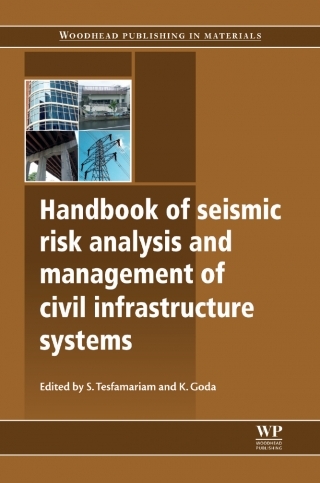 WOODHEAD PUBLISHING IN MATERIALS
Handbook of seismic
risk analysis and
management of
civil infrastructure
systems
Edited by S. Tesfamariam and K. Goda
WP
WOODHEAD
PUBLISHING